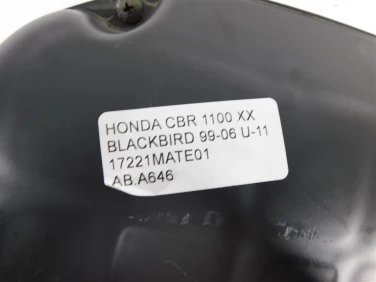 HONDA CBR 1100 XX
BLACKBIRD 99-06 U-11
17221MATE01
AB.A646